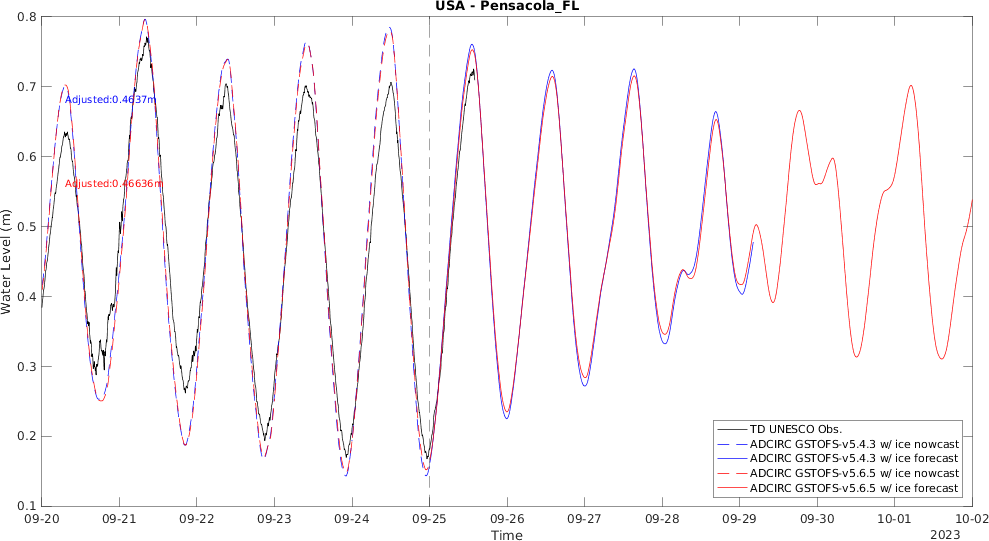 USA - Pensacola_FL
0.8
0.7
0.6
0.5
0.4
0.3
0.2
0.1
Water Level (m)
Adjusted:0.4637m
Adjusted:0.46636m
TD UNESCO Obs.
ADCIRC GSTOFS-v5.4.3 w/ ice nowcast
ADCIRC GSTOFS-v5.4.3 w/ ice forecast
ADCIRC GSTOFS-v5.6.5 w/ ice nowcast
ADCIRC GSTOFS-v5.6.5 w/ ice forecast
09-20 09-21 09-22 09-23 09-24 09-25 09-26 09-27 09-28 09-29 09-30 10-01 10-02
Time
2023